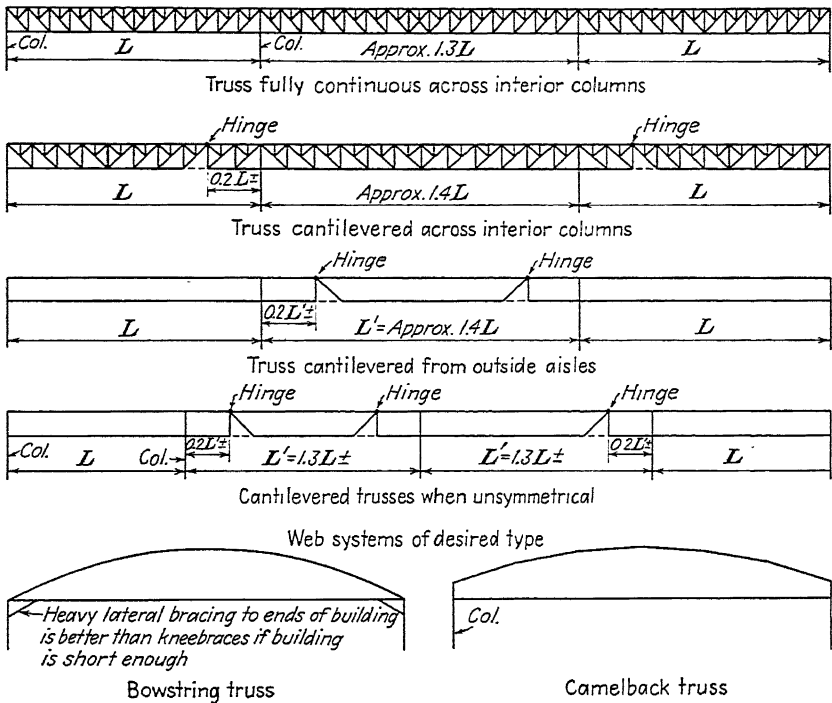 Col. L Col. Approx. 1.3L L
Truss fully continuous across interior columns
Hinge Hinge
0.2L±
L Approx. 1.4L L
Truss cantilevered across interior columns
Hinge Hinge
0.2L'±
L L'=Approx. 1.4L L
Truss cantilevered from outside aisles
Hinge Hinge Hinge
Col. L Col. 0.2L'± L'=1.3L± L'=1.3L± 0.2L'± L
Cantilevered trusses when unsymmetrical
Web systems of desired type
Heavy lateral bracing to ends of building
is better than kneebraces if building
is short enough
Col.
Bowstring truss Camelback truss